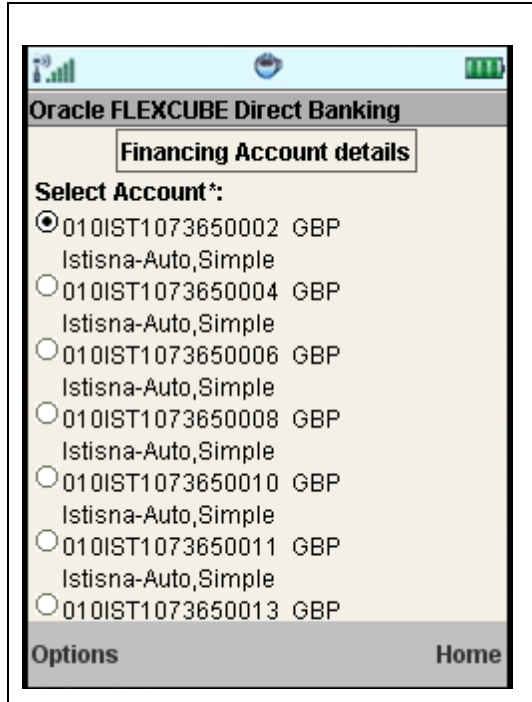 Oracle FLEXCUBE Direct Banking
Financing Account details
Select Account*:
010IST1073650002 GBP
Istisna-Auto,Simple
010IST1073650004 GBP
Istisna-Auto,Simple
010IST1073650006 GBP
Istisna-Auto,Simple
010IST1073650008 GBP
Istisna-Auto,Simple
010IST1073650010 GBP
Istisna-Auto,Simple
010IST1073650011 GBP
Istisna-Auto,Simple
010IST1073650013 GBP
Options Home